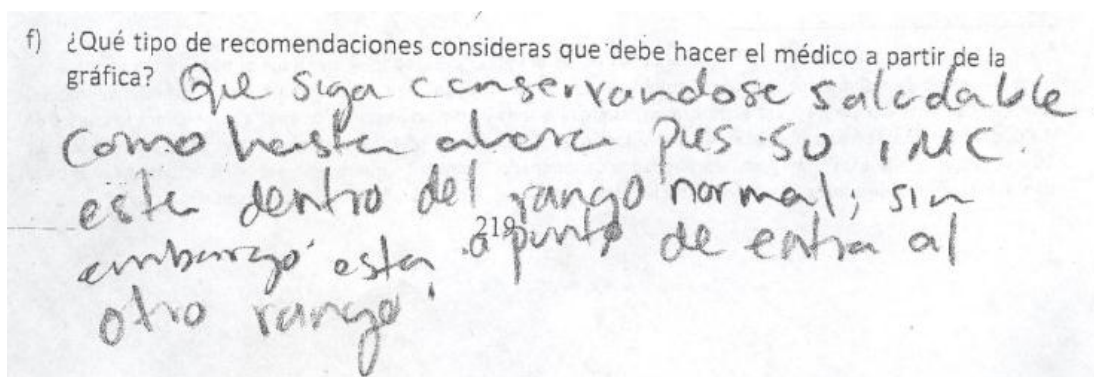 f) ¿Qué tipo de recomendaciones consideras que debe hacer el médico a partir de la
gráfica? Que siga conservandose saludable
como hasta ahora pues su IMC.
esta dentro del rango normal; sin
embargo esta a punto de entra al
219
otro rango.